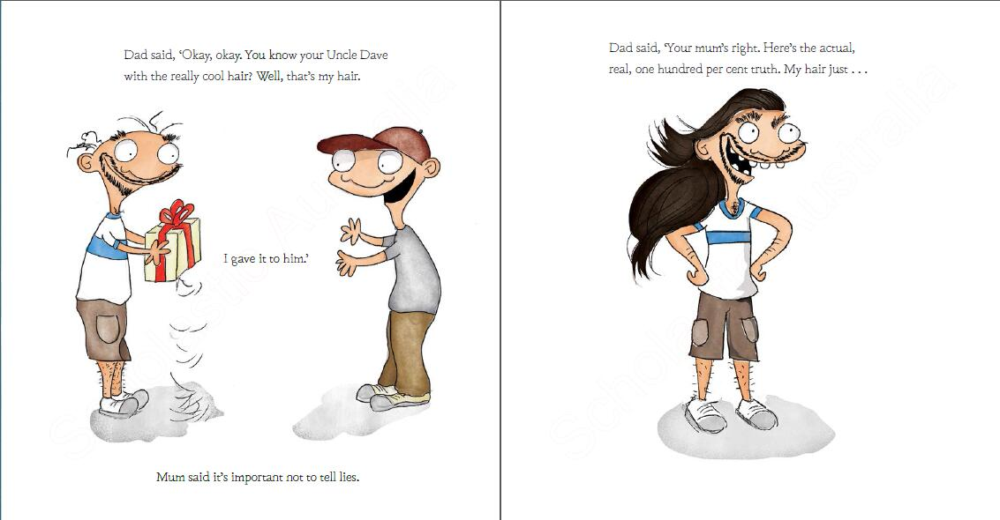 Dad said, ‘Okay, okay. You know your Uncle Dave
with the really cool hair? Well, that’s my hair.
I gave it to him.’
Mum said it’s important not to tell lies.
Dad said, ‘Your mum’s right. Here’s the actual,
real, one hundred per cent truth. My hair just . . .
Scholastic Australia
Scholastic Australia